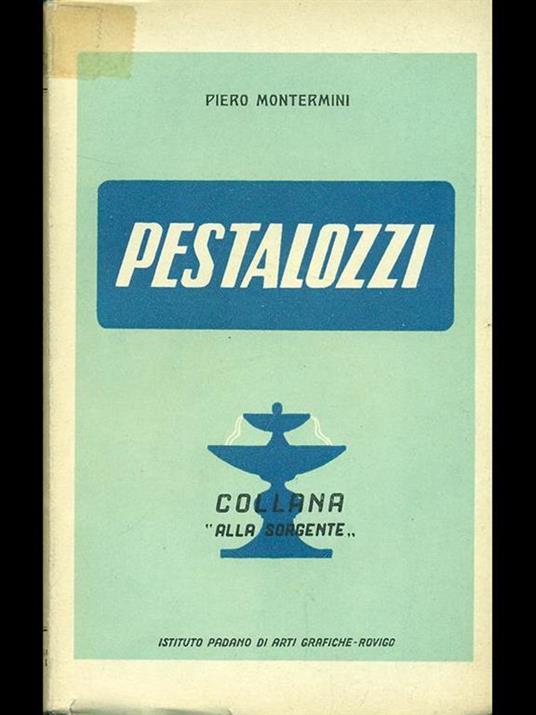 PIERO MONTERMINI
PESTALOZZI
COLLANA
"ALLA SORGENTE„
ISTITUTO PADANO DI ARTI GRAFICHE-ROVIGO